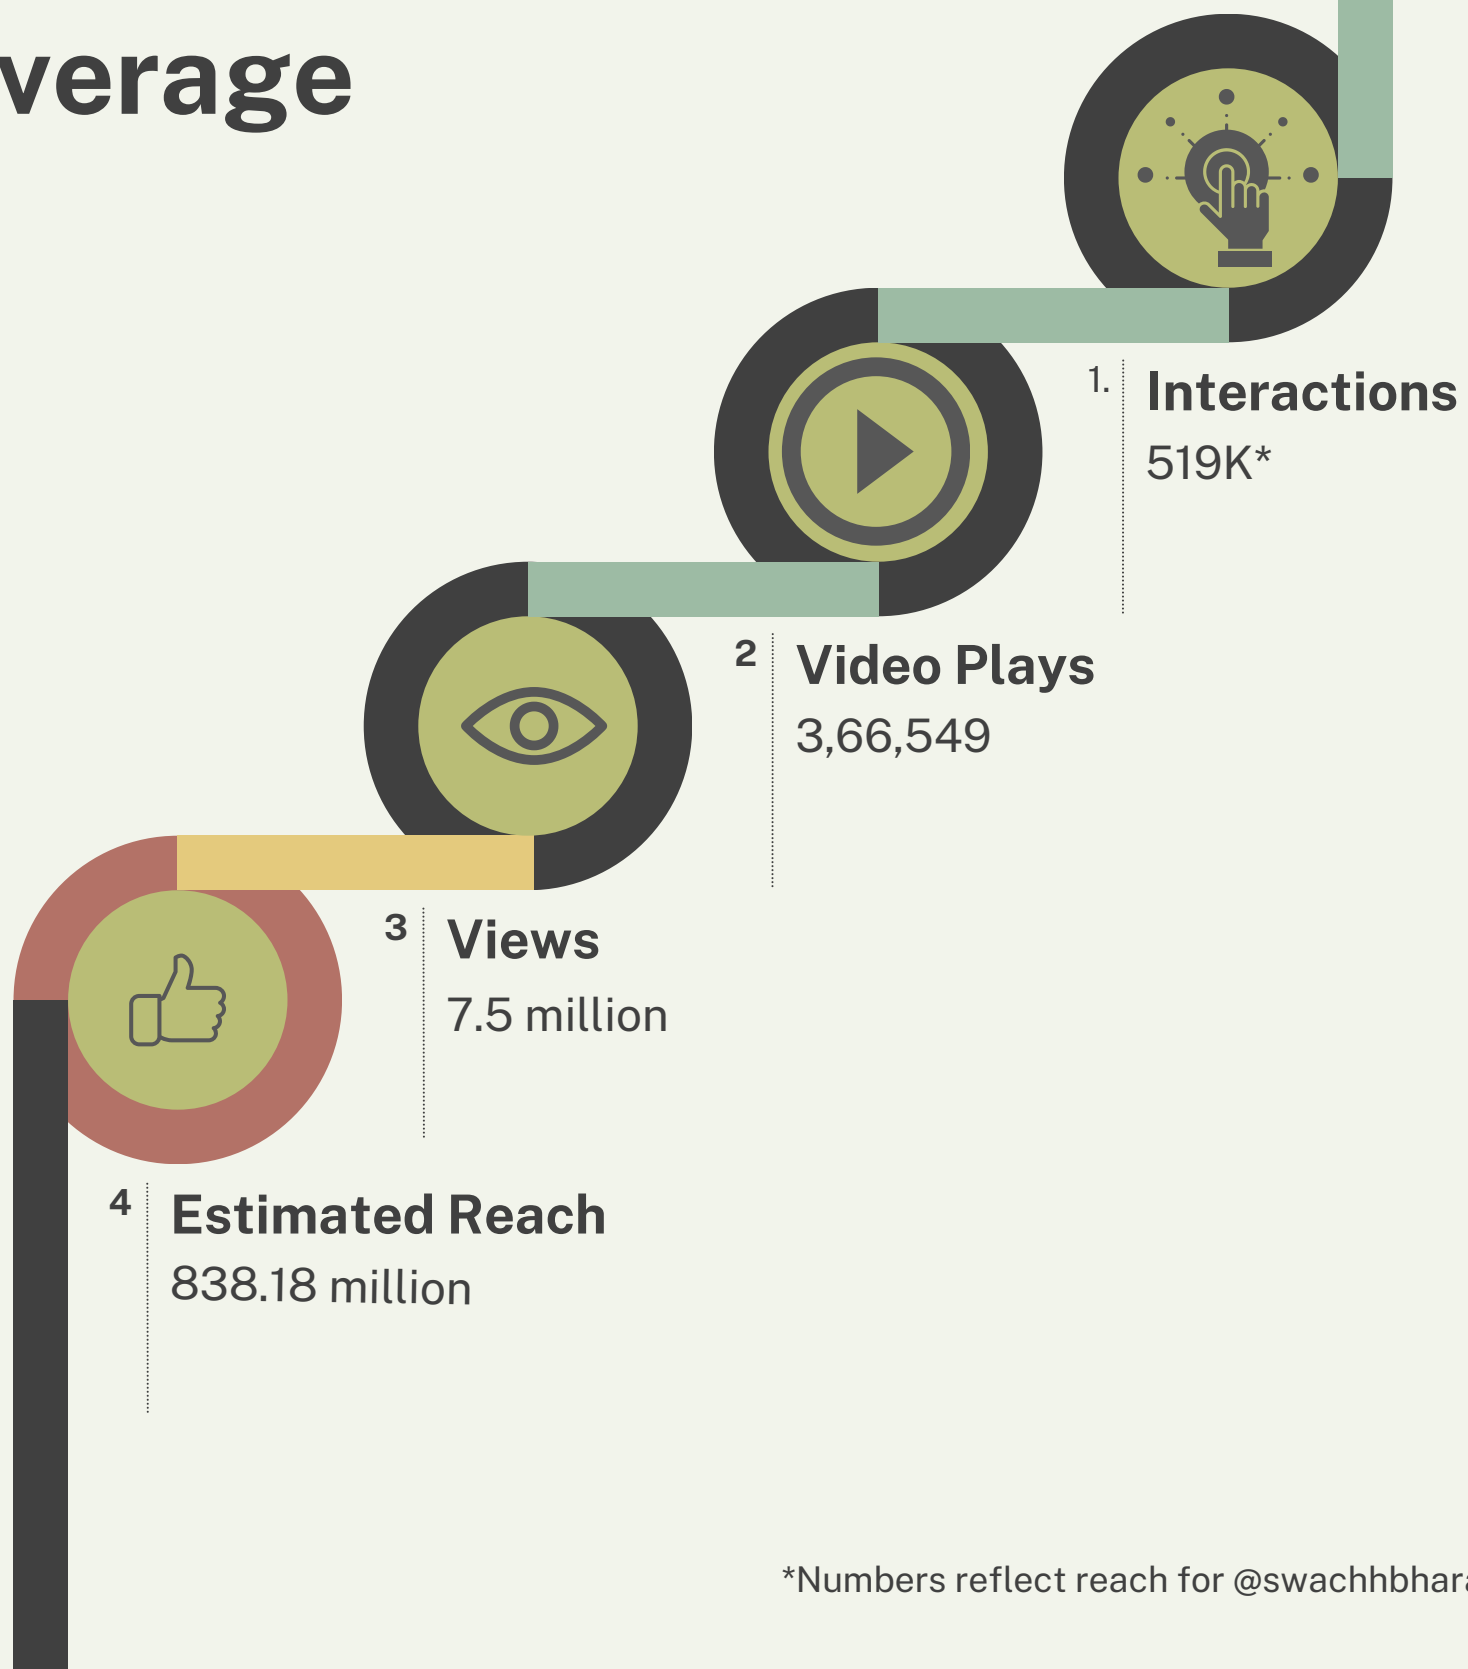 verage
1.
Interactions
519K*
2
Video Plays
3,66,549
3
Views
7.5 million
4
Estimated Reach
838.18 million
*Numbers reflect reach for @swachhbhara